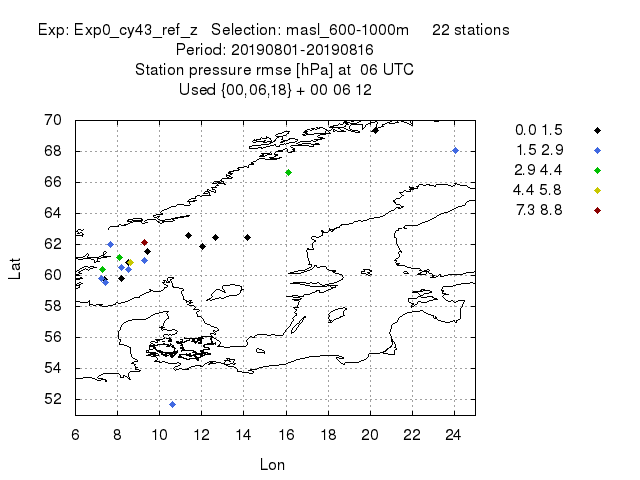 Exp: Exp0_cy43_ref_z   Selection: masl_600-1000m     22 stations
Period: 20190801-20190816
Station pressure rmse [hPa] at  06 UTC
Used {00,06,18} + 00 06 12
70
68
66
64
62
60
58
56
54
52
Lat
6 8 10 12 14 16 18 20 22 24
Lon
0.0 1.5
1.5 2.9
2.9 4.4
4.4 5.8
7.3 8.8